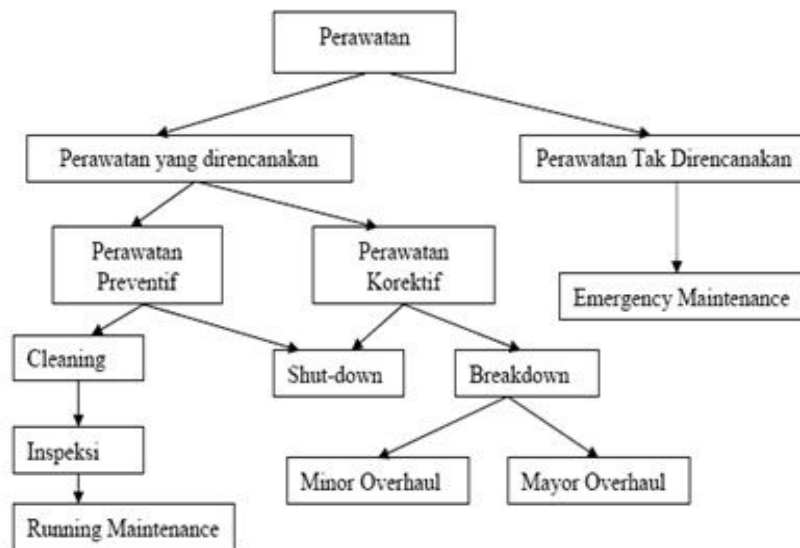 Perawatan
Perawatan yang direncanakan
Perawatan Tak Direncanakan
Perawatan
Preventif
Perawatan
Korektif
Emergency Maintenance
Cleaning
Shut-down
Breakdown
Inspeksi
Minor Overhaul
Mayor Overhaul
Running Maintenance